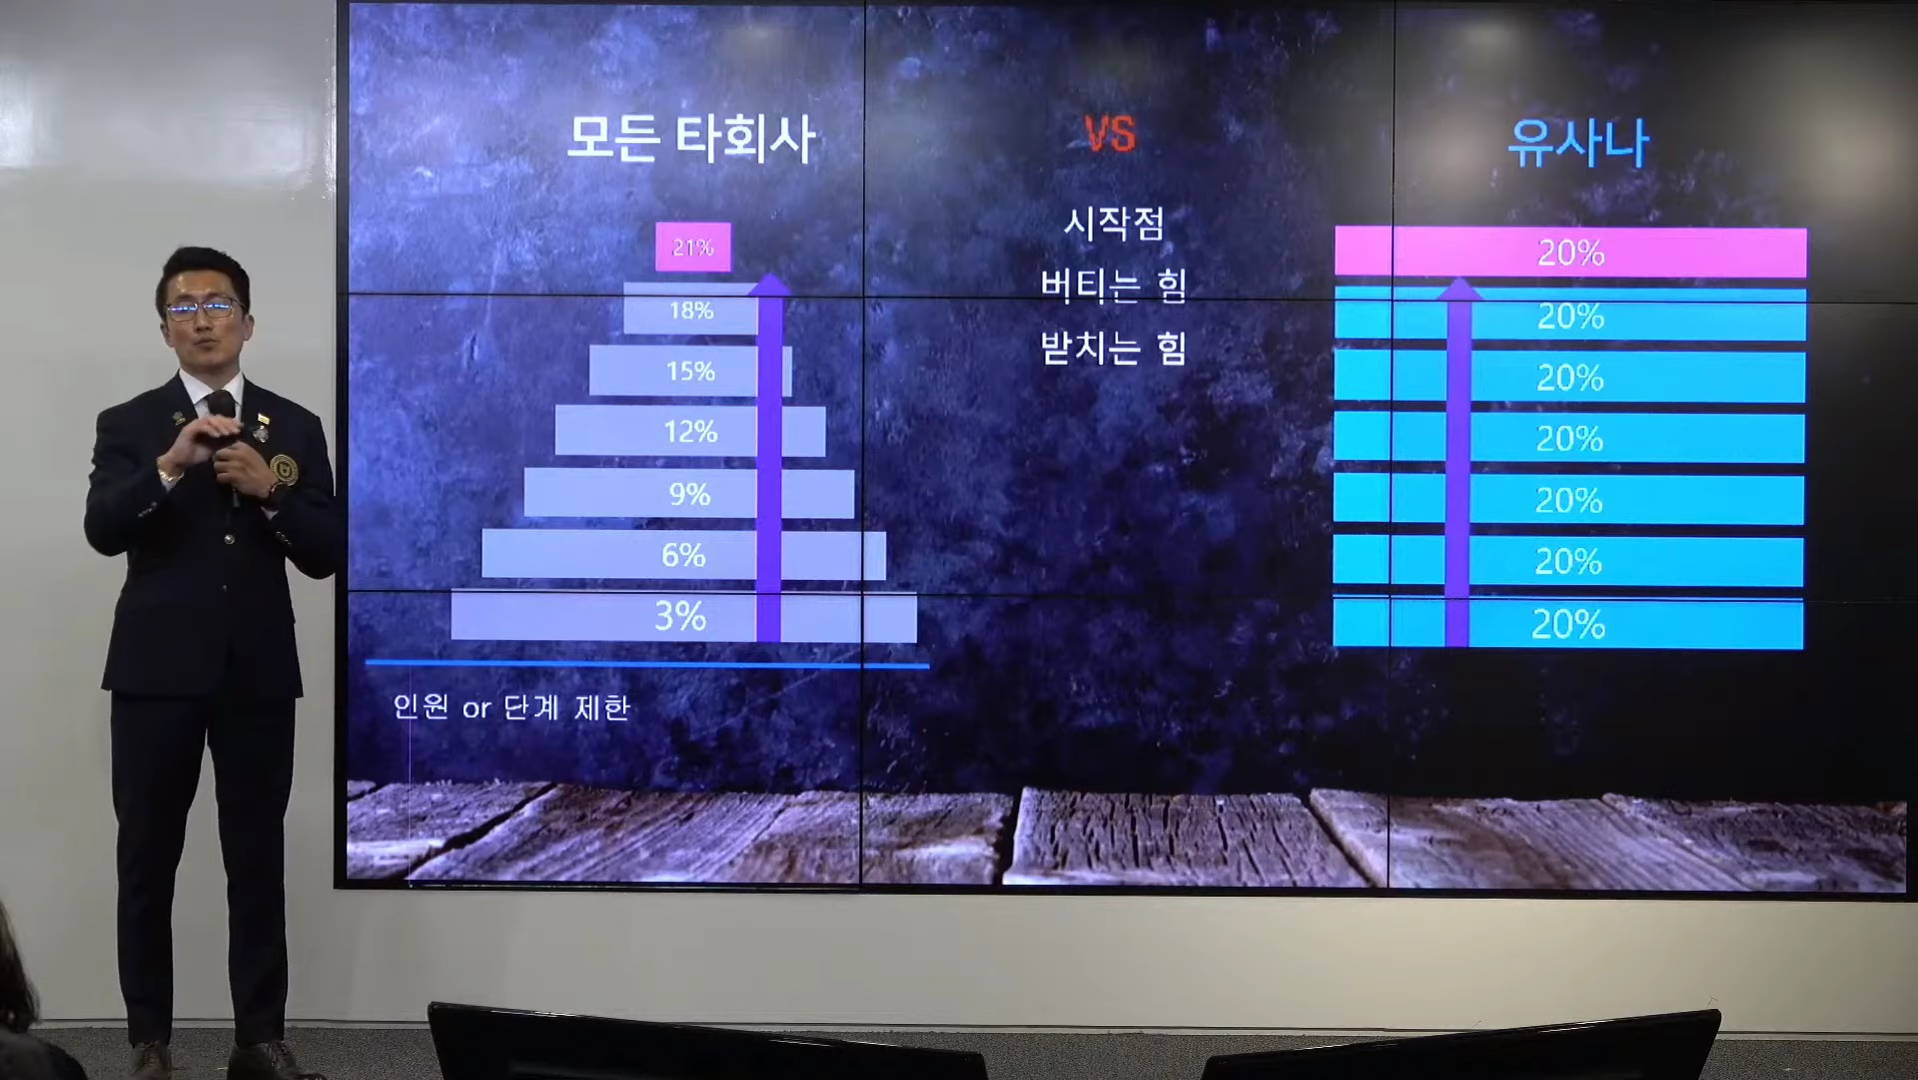 모든 타회사
VS
유사나
21%
18%
15%
12%
9%
6%
3%
인원 or 단계 제한
시작점
버티는 힘
받치는 힘
20%
20%
20%
20%
20%
20%
20%